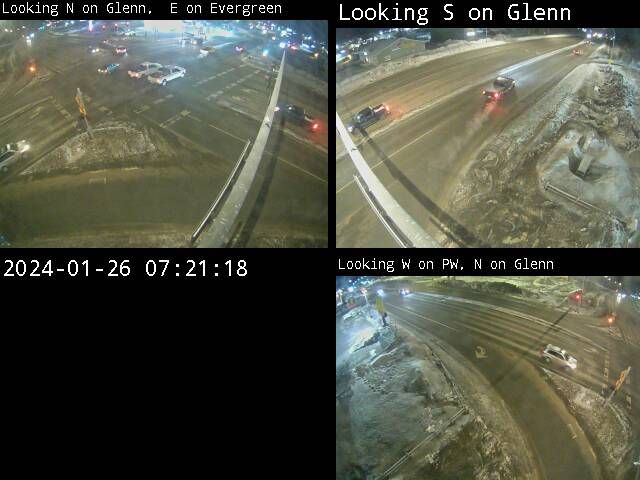 Looking N on Glenn,  E on Evergreen
Looking S on Glenn
2024-01-26 07:21:18
Looking W on PW, N on Glenn